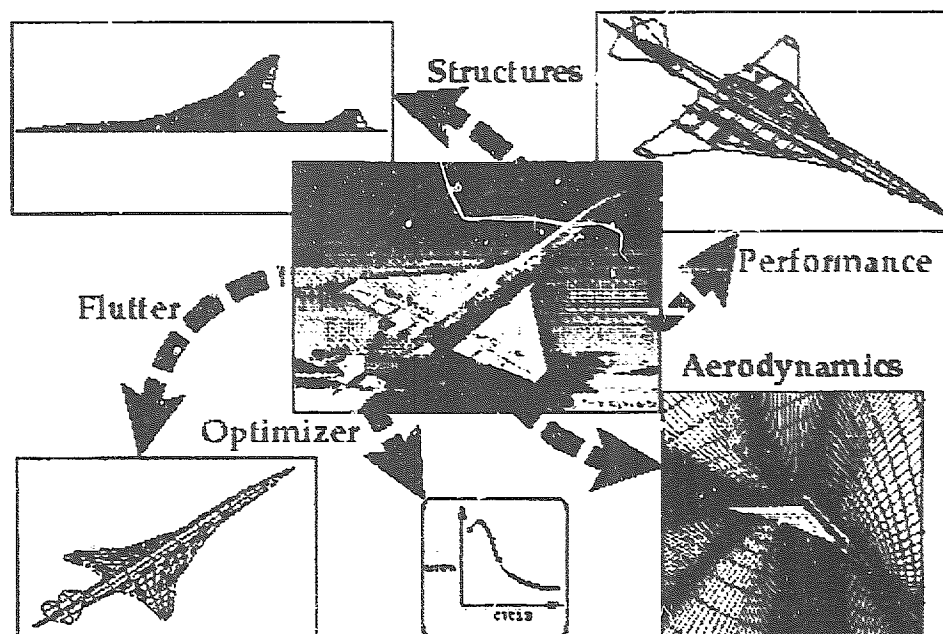 Structures
Performance
Flutter
Aerodynamics
Optimizer